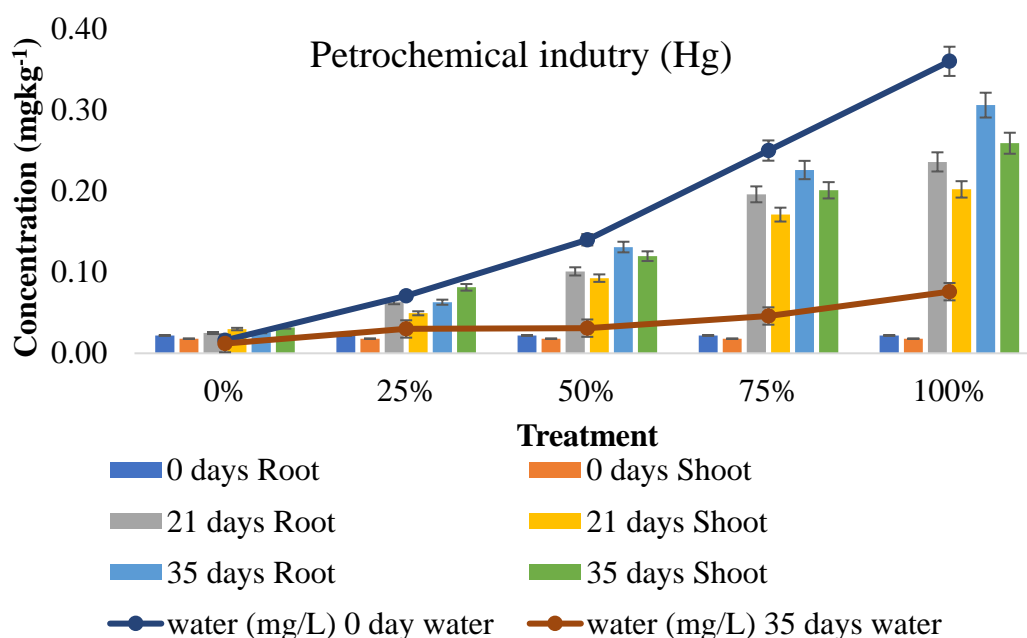 Petrochemical indutry (Hg)
Concentration (mgkg-1)
0.40
0.30
0.20
0.10
0.00
0% 25% 50% 75% 100%
Treatment
0 days Root 0 days Shoot
21 days Root 21 days Shoot
35 days Root 35 days Shoot
water (mg/L) 0 day water water (mg/L) 35 days water